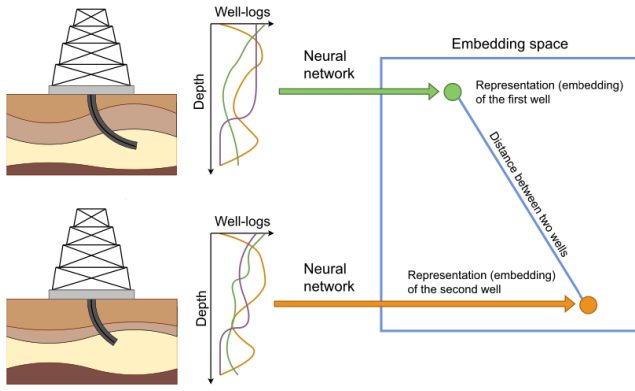 Well-logs
Depth
Neural
network
Embedding space
Representation (embedding)
of the first well
Distance between two wells
Well-logs
Depth
Neural
network
Representation (embedding)
of the second well